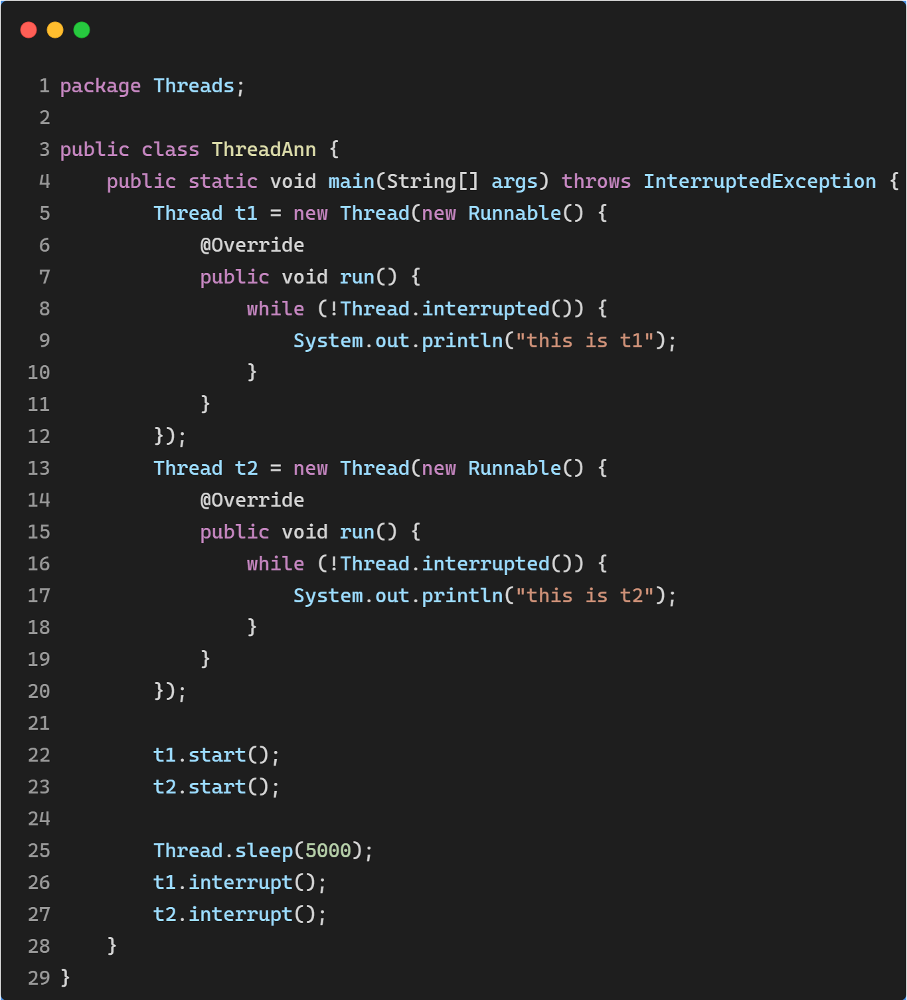 1 package Threads;
2
3 public class ThreadAnn {
4     public static void main(String[] args) throws InterruptedException {
5         Thread t1 = new Thread(new Runnable() {
6             @Override
7             public void run() {
8                 while (!Thread.interrupted()) {
9                     System.out.println("this is t1");
10                 }
11             }
12         });
13         Thread t2 = new Thread(new Runnable() {
14             @Override
15             public void run() {
16                 while (!Thread.interrupted()) {
17                     System.out.println("this is t2");
18                 }
19             }
20         });
21
22         t1.start();
23         t2.start();
24
25         Thread.sleep(5000);
26         t1.interrupt();
27         t2.interrupt();
28     }
29 }